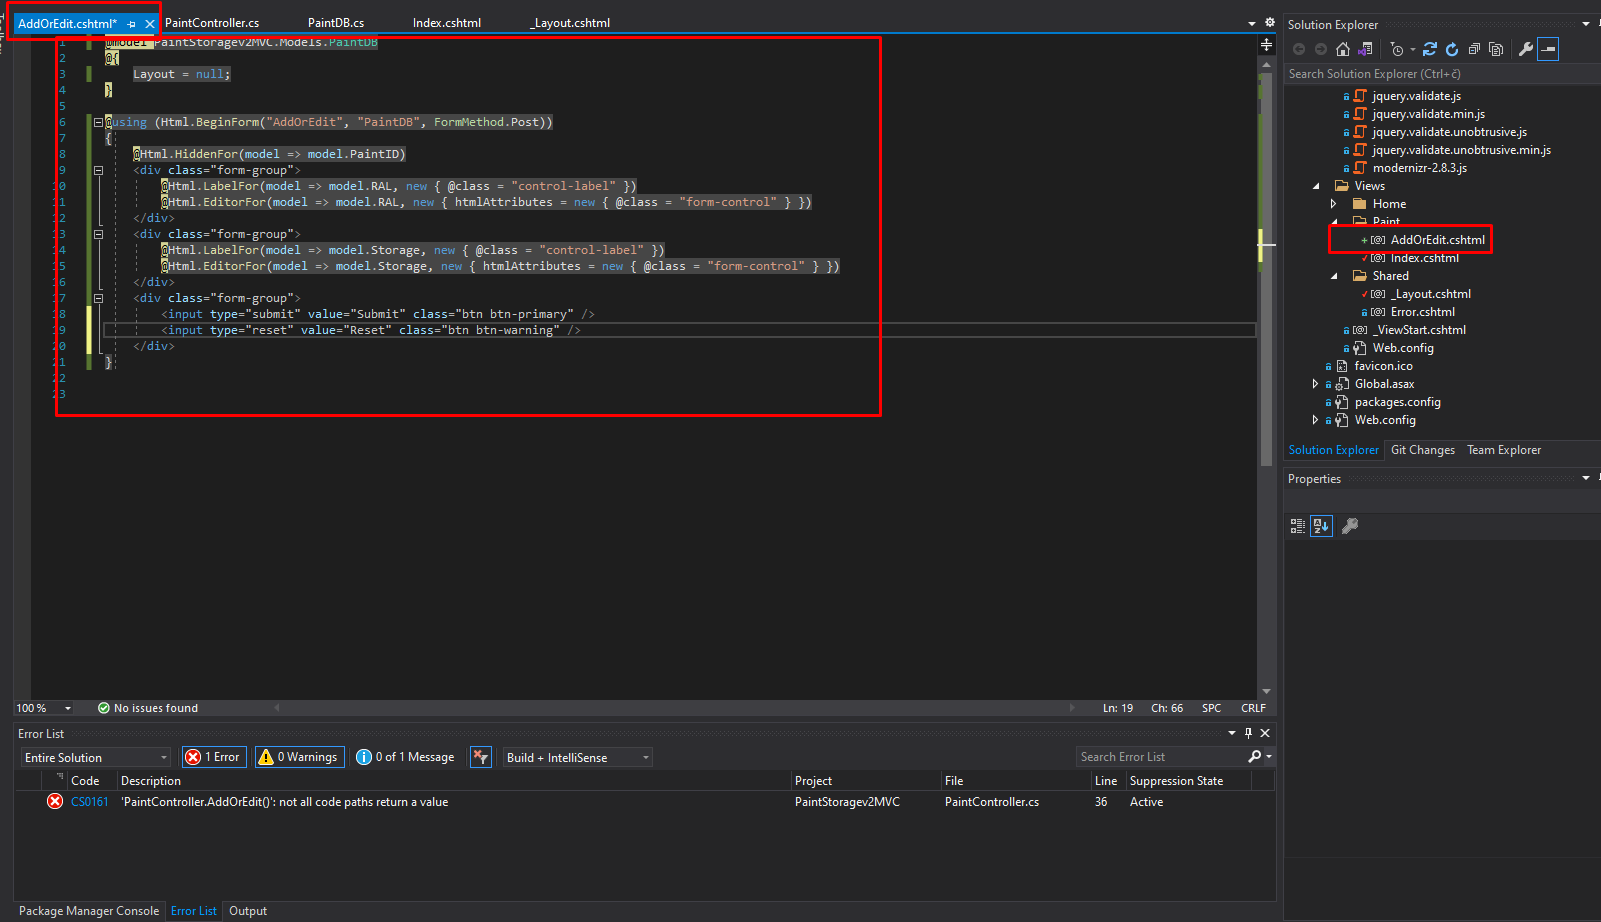 AddOrEdit.cshtml* PaintController.cs PaintDB.cs Index.cshtml _Layout.cshtml
1 @model PaintStoragev2MVC.Models.PaintDB
2 @{
3 Layout = null;
4 }
5
6 @using (Html.BeginForm("AddOrEdit", "PaintDB", FormMethod.Post))
7 {
8 @Html.HiddenFor(model => model.PaintID)
9 <div class="form-group">
10 @Html.LabelFor(model => model.RAL, new { @class = "control-label" })
11 @Html.EditorFor(model => model.RAL, new { htmlAttributes = new { @class = "form-control" } })
12 </div>
13 <div class="form-group">
14 @Html.LabelFor(model => model.Storage, new { @class = "control-label" })
15 @Html.EditorFor(model => model.Storage, new { htmlAttributes = new { @class = "form-control" } })
16 </div>
17 <div class="form-group">
18 <input type="submit" value="Submit" class="btn btn-primary" />
19 <input type="reset" value="Reset" class="btn btn-warning" />
20 </div>
21 }
22
23
100 % No issues found Ln: 19 Ch: 66 SPC CRLF
Error List
Entire Solution 1 Error 0 Warnings 0 of 1 Message Build + IntelliSense Search Error List
Code Description Project File Line Suppression State
CS0161 'PaintController.AddOrEdit()': not all code paths return a value PaintStoragev2MVC PaintController.cs 36 Active
Package Manager Console Error List Output
Solution Explorer
Search Solution Explorer (Ctrl+č)
jquery.validate.js
jquery.validate.min.js
jquery.validate.unobtrusive.js
jquery.validate.unobtrusive.min.js
modernizr-2.8.3.js
Views
Home
Paint
AddOrEdit.cshtml
Index.cshtml
Shared
_Layout.cshtml
Error.cshtml
_ViewStart.cshtml
Web.config
favicon.ico
Global.asax
packages.config
Web.config
Solution Explorer Git Changes Team Explorer
Properties